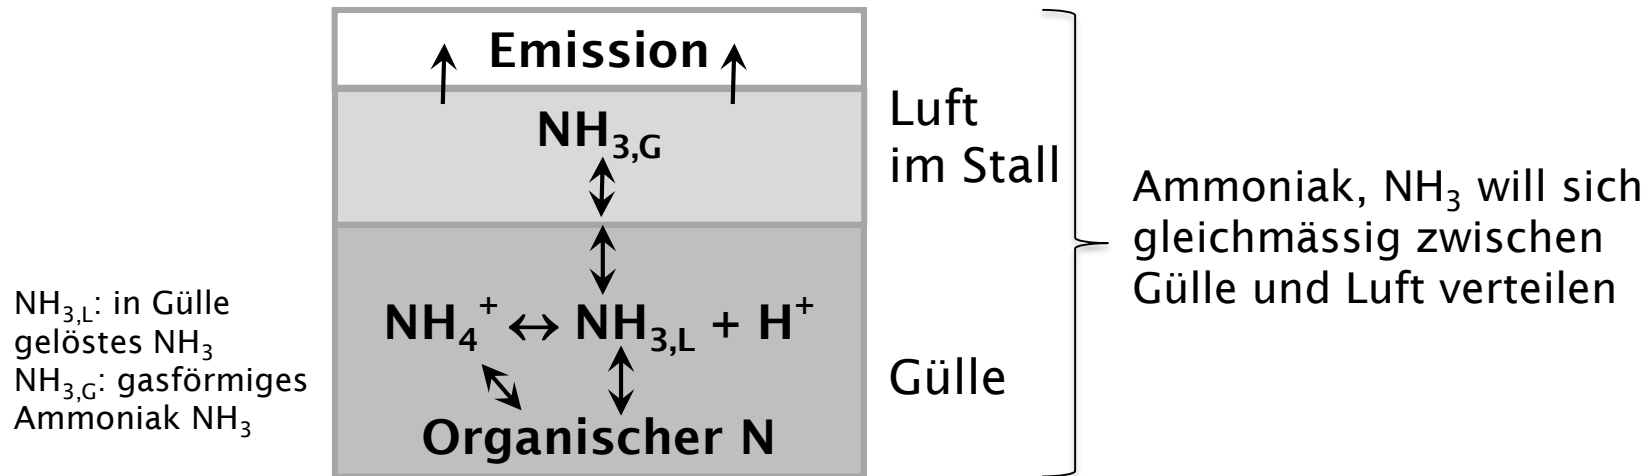 Emission
NH₃,G
Luft
im Stall
Ammoniak, NH₃ will sich
gleichmässig zwischen
Gülle und Luft verteilen
NH₃,L: in Gülle
gelöstes NH₃
NH₃,G: gasförmiges
Ammoniak NH₃
NH₄⁺ ↔ NH₃,L + H⁺
Gülle
Organischer N